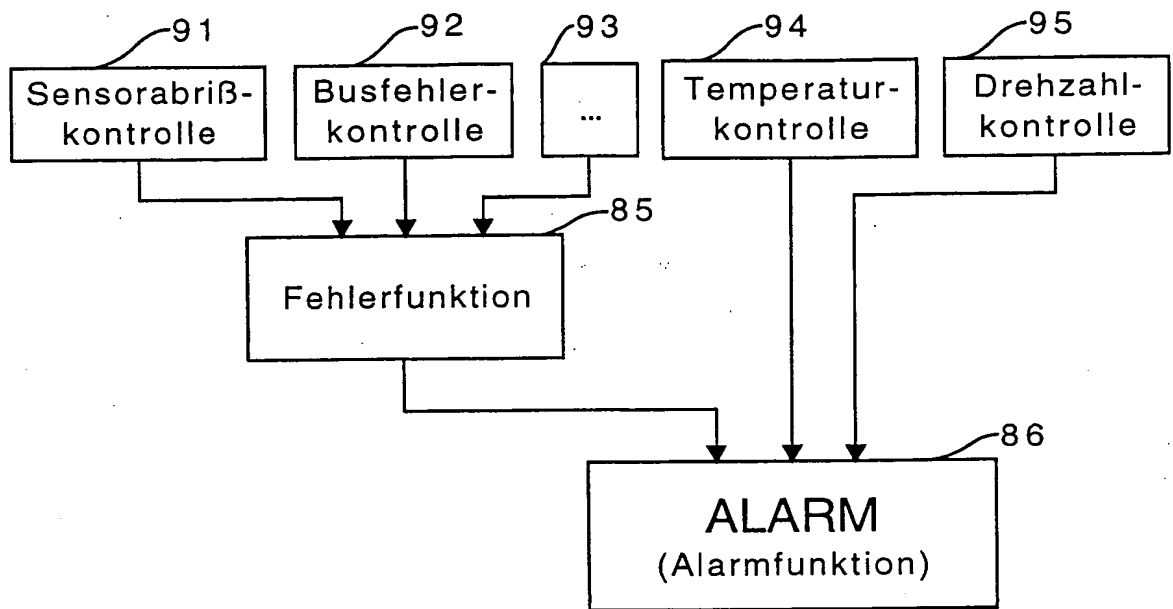 91
92
93
94
95
Sensorabriß-
kontrolle
Busfehler-
kontrolle
...
Temperatur-
kontrolle
Drehzahl-
kontrolle
85
Fehlerfunktion
86
ALARM
(Alarmfunktion)